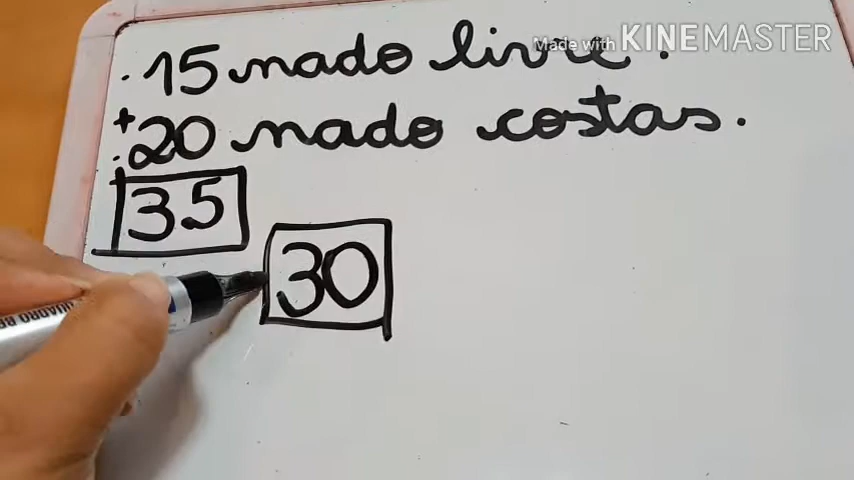 Made with KINEMASTER
. 15 nado livre.
+
. 20 nado costas.
35
30